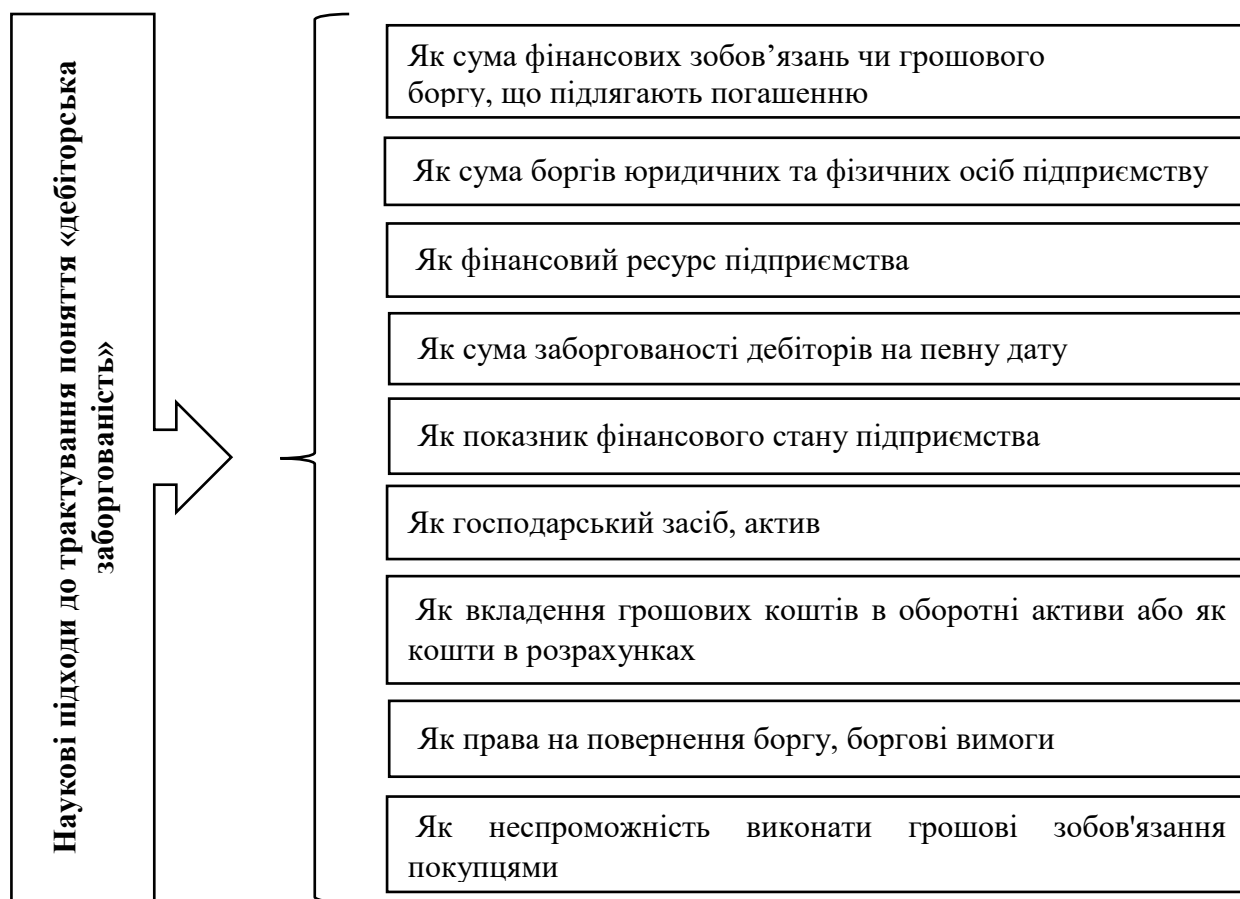 Наукові підходи до трактування поняття «дебіторська
заборгованість»
Як сума фінансових зобов’язань чи грошового
боргу, що підлягають погашенню
Як сума боргів юридичних та фізичних осіб підприємству
Як фінансовий ресурс підприємства
Як сума заборгованості дебіторів на певну дату
Як показник фінансового стану підприємства
Як господарський засіб, актив
Як вкладення грошових коштів в оборотні активи або як
кошти в розрахунках
Як права на повернення боргу, боргові вимоги
Як неспроможність виконати грошові зобов'язання
покупцями